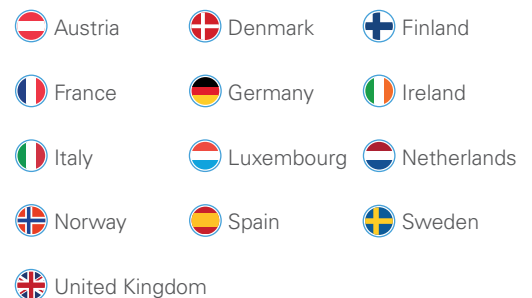 Austria Denmark Finland
France Germany Ireland
Italy Luxembourg Netherlands
Norway Spain Sweden
United Kingdom